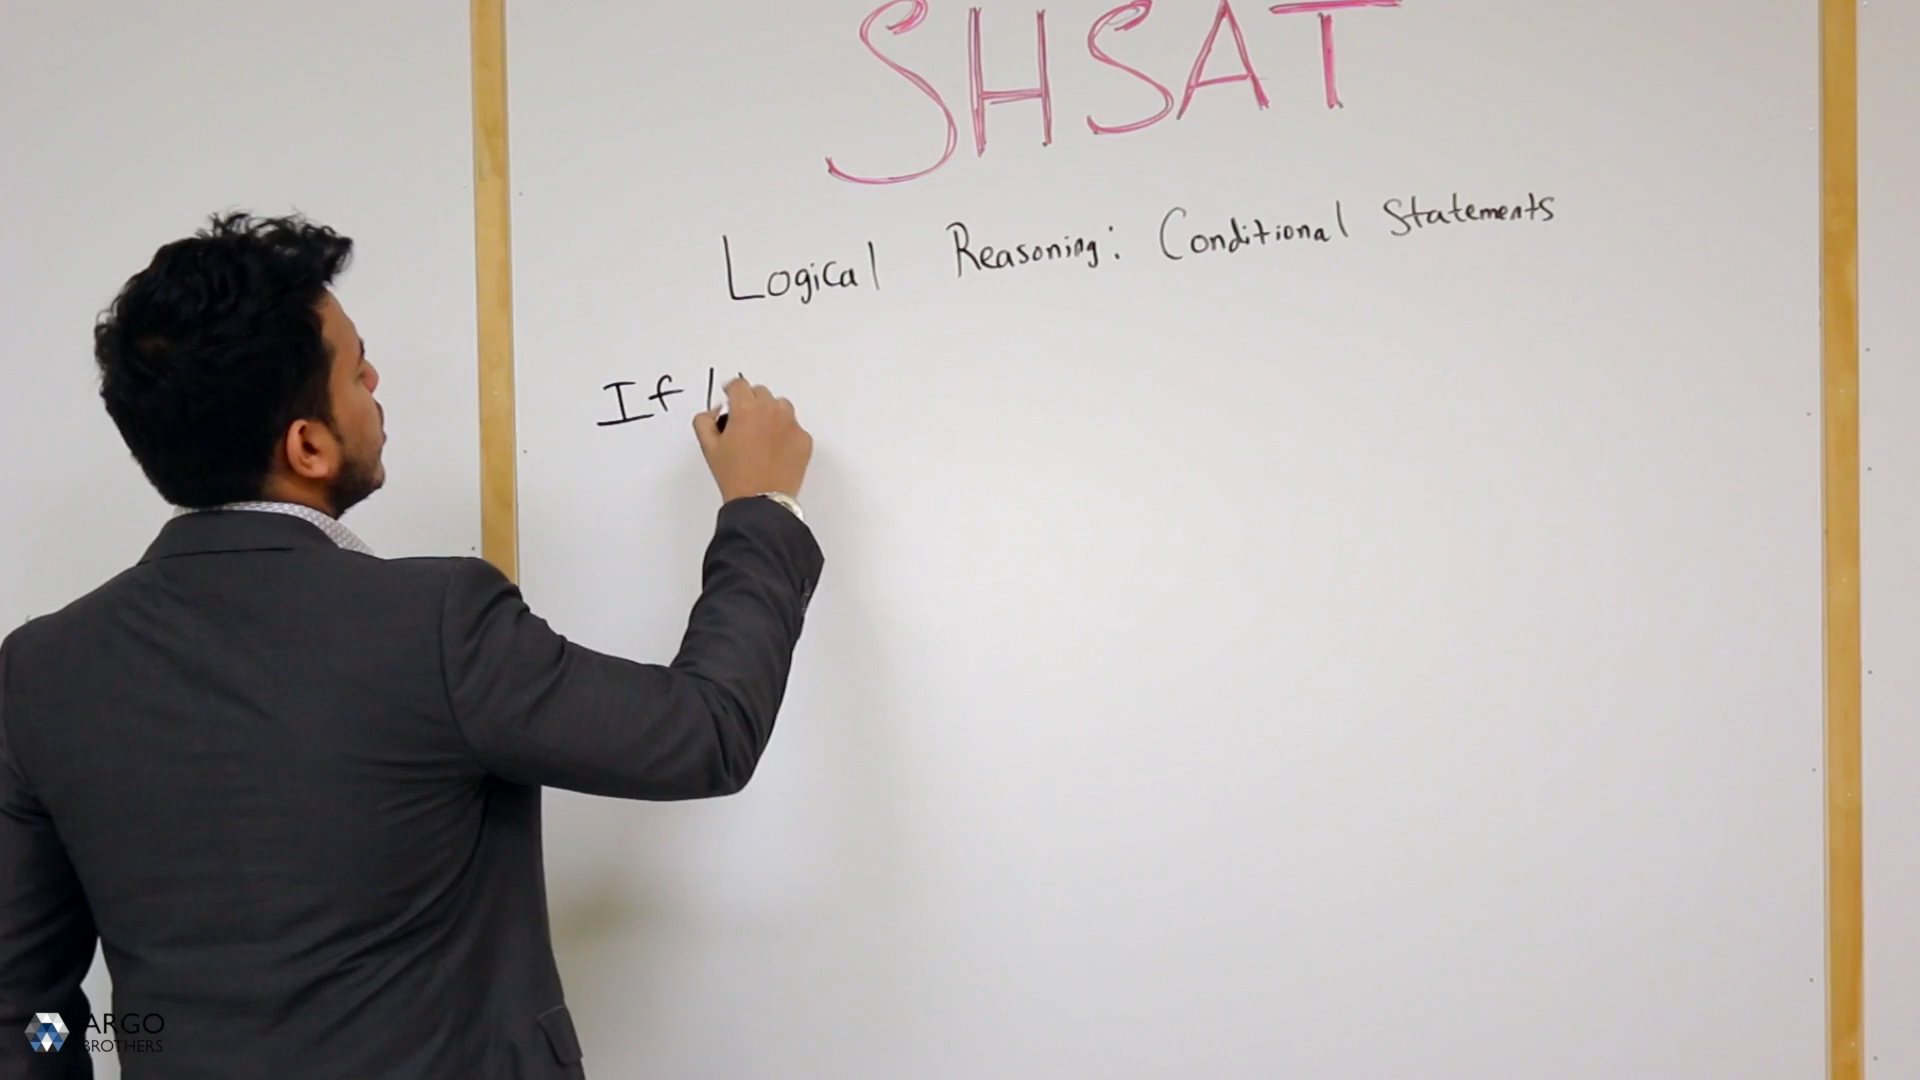 SHSAT
Logical Reasoning: Conditional Statements
If
ARGO
BROTHERS